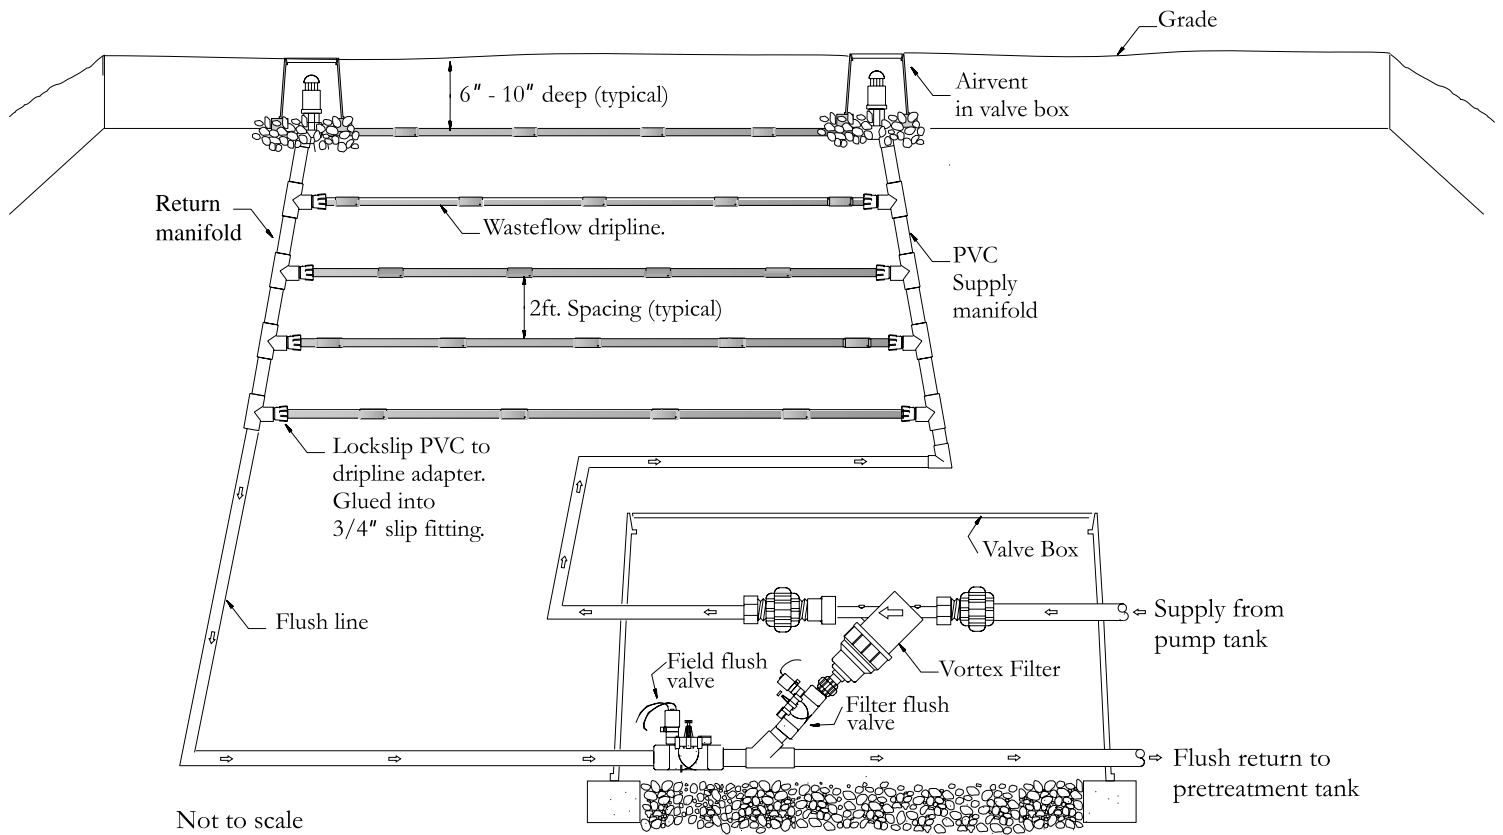 Grade
6″ - 10″ deep (typical)
Airvent
in valve box
Return
manifold
Wasteflow dripline.
PVC
Supply
manifold
2ft. Spacing (typical)
Lockslip PVC to
dripline adapter.
Glued into
3/4″ slip fitting.
Valve Box
Flush line
Supply from
pump tank
Field flush
valve
Vortex Filter
Filter flush
valve
Flush return to
pretreatment tank
Not to scale